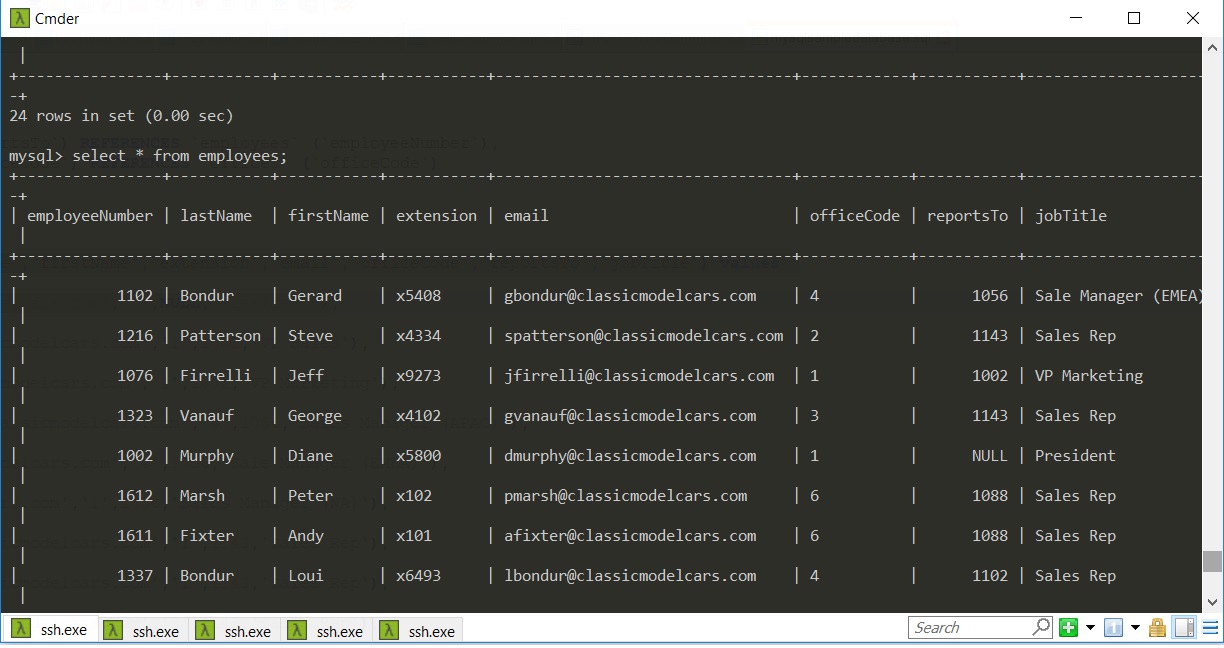 Cmder
|
+----------------+-----------+-----------+-----------+---------------------------------+------------+-----------+--------------------
-+
24 rows in set (0.00 sec)
mysql> select * from employees;
+----------------+-----------+-----------+-----------+---------------------------------+------------+-----------+--------------------
-+
| employeeNumber | lastName  | firstName | extension | email                           | officeCode | reportsTo | jobTitle
|
+----------------+-----------+-----------+-----------+---------------------------------+------------+-----------+--------------------
-+
|           1102 | Bondur    | Gerard    | x5408     | gbondur@classicmodelcars.com    | 4          |      1056 | Sale Manager (EMEA)
|
|           1216 | Patterson | Steve     | x4334     | spatterson@classicmodelcars.com | 2          |      1143 | Sales Rep
|
|           1076 | Firrelli  | Jeff      | x9273     | jfirrelli@classicmodelcars.com  | 1          |      1002 | VP Marketing
|
|           1323 | Vanauf    | George    | x4102     | gvanauf@classicmodelcars.com    | 3          |      1143 | Sales Rep
|
|           1002 | Murphy    | Diane     | x5800     | dmurphy@classicmodelcars.com    | 1          |      NULL | President
|
|           1612 | Marsh     | Peter     | x102      | pmarsh@classicmodelcars.com     | 6          |      1088 | Sales Rep
|
|           1611 | Fixter    | Andy      | x101      | afixter@classicmodelcars.com    | 6          |      1088 | Sales Rep
|
|           1337 | Bondur    | Loui      | x6493     | lbondur@classicmodelcars.com    | 4          |      1102 | Sales Rep
|
ssh.exe ssh.exe ssh.exe ssh.exe ssh.exe Search